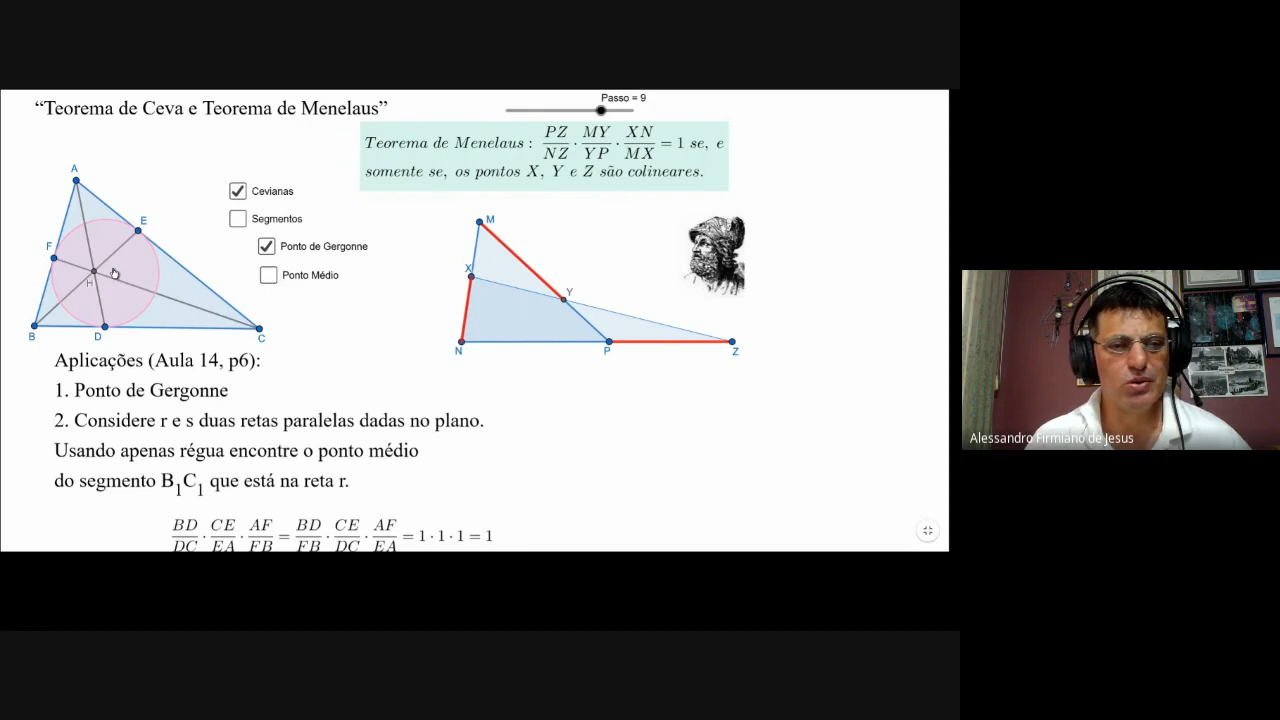 “Teorema de Ceva e Teorema de Menelaus”
Passo = 9
Teorema de Menelaus : PZ/NZ · MY/YP · XN/MX = 1 se, e
somente se, os pontos X, Y e Z são colineares.
A
E
F
H
B
D
C
Cevianas
Segmentos
Ponto de Gergonne
Ponto Médio
M
X
Y
N
P
Z
Aplicações (Aula 14, p6):
1. Ponto de Gergonne
2. Considere r e s duas retas paralelas dadas no plano.
Usando apenas régua encontre o ponto médio
do segmento B₁C₁ que está na reta r.
BD/DC · CE/EA · AF/FB = BD/FB · CE/DC · AF/EA = 1 · 1 · 1 = 1
Alessandro Firmiano de Jesus